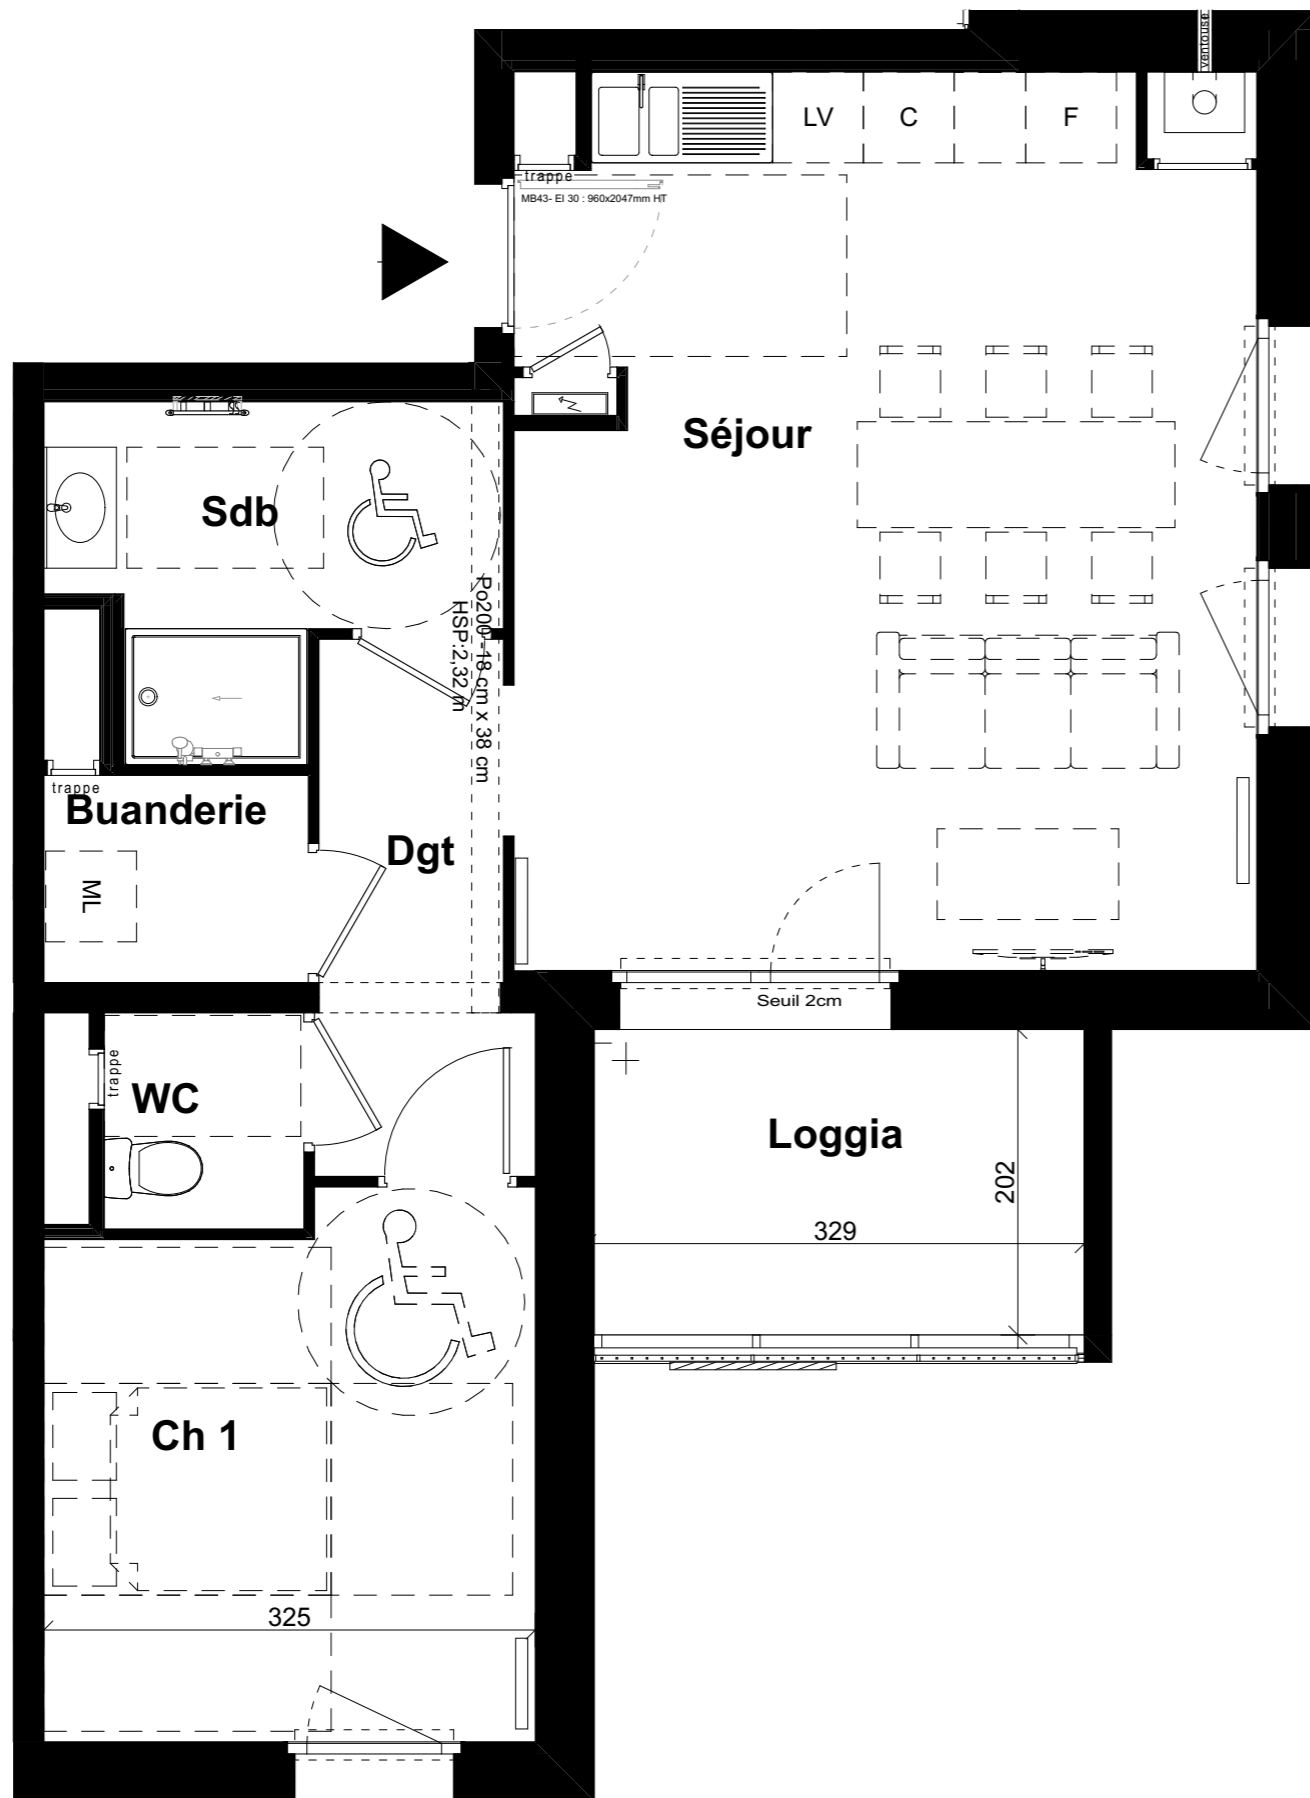 ventouse
LV
C
F
trappe
MB43- EI 30 : 960x2047mm HT
Séjour
Sdb
Po200 -18 cm x 38 cm
HSP:2,32 m
trappe
Buanderie
Dgt
ML
Seuil 2cm
trappe
WC
Loggia
202
329
Ch 1
325